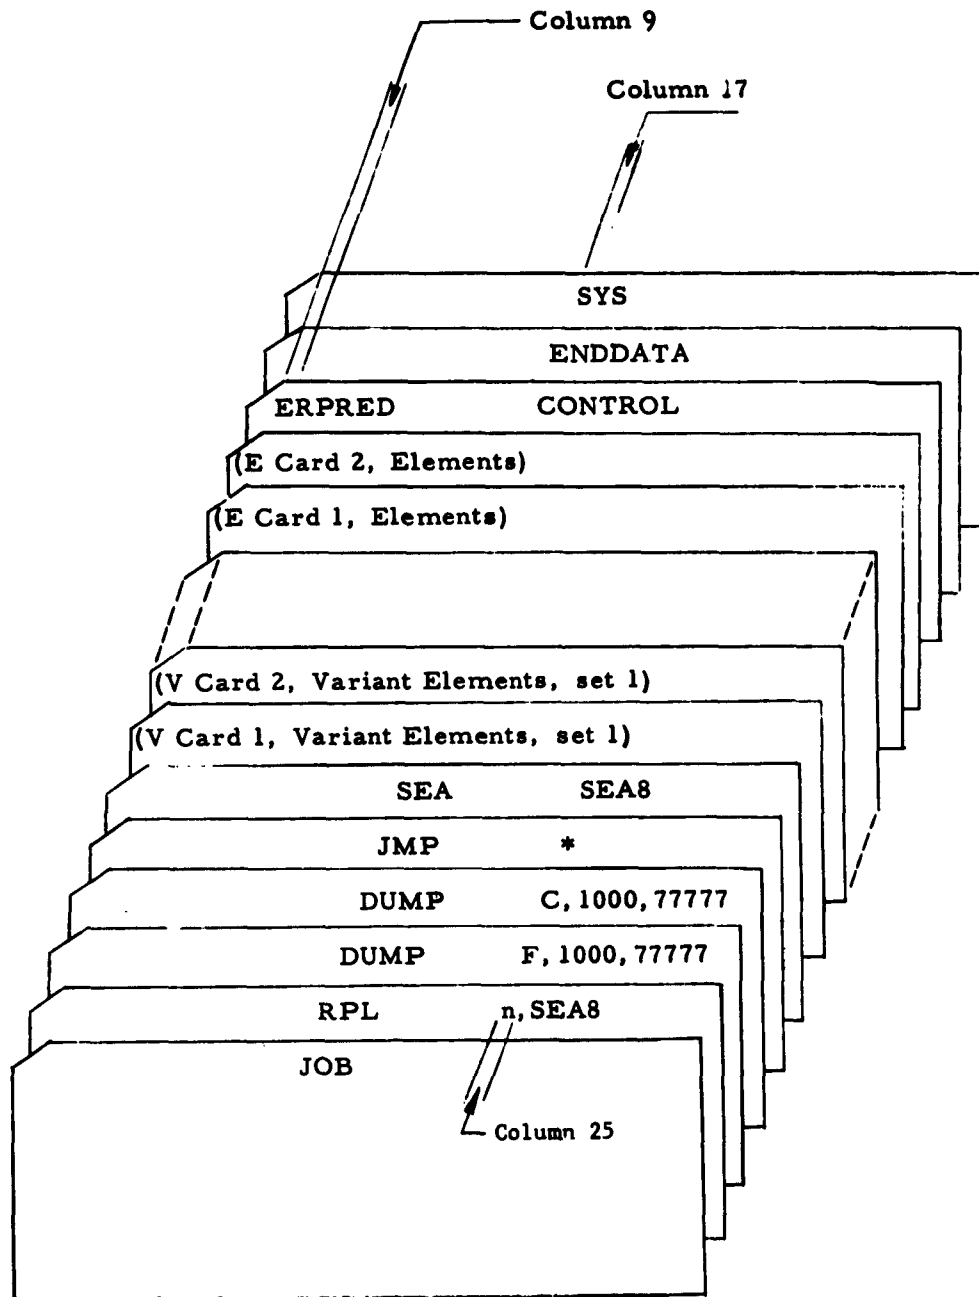 Column 9
Column 17
SYS
ENDDATA
ERPRED CONTROL
(E Card 2, Elements)
(E Card 1, Elements)
(V Card 2, Variant Elements, set 1)
(V Card 1, Variant Elements, set 1)
SEA SEA8
JMP *
DUMP C, 1000, 77777
DUMP F, 1000, 77777
RPL n, SEA8
JOB
Column 25